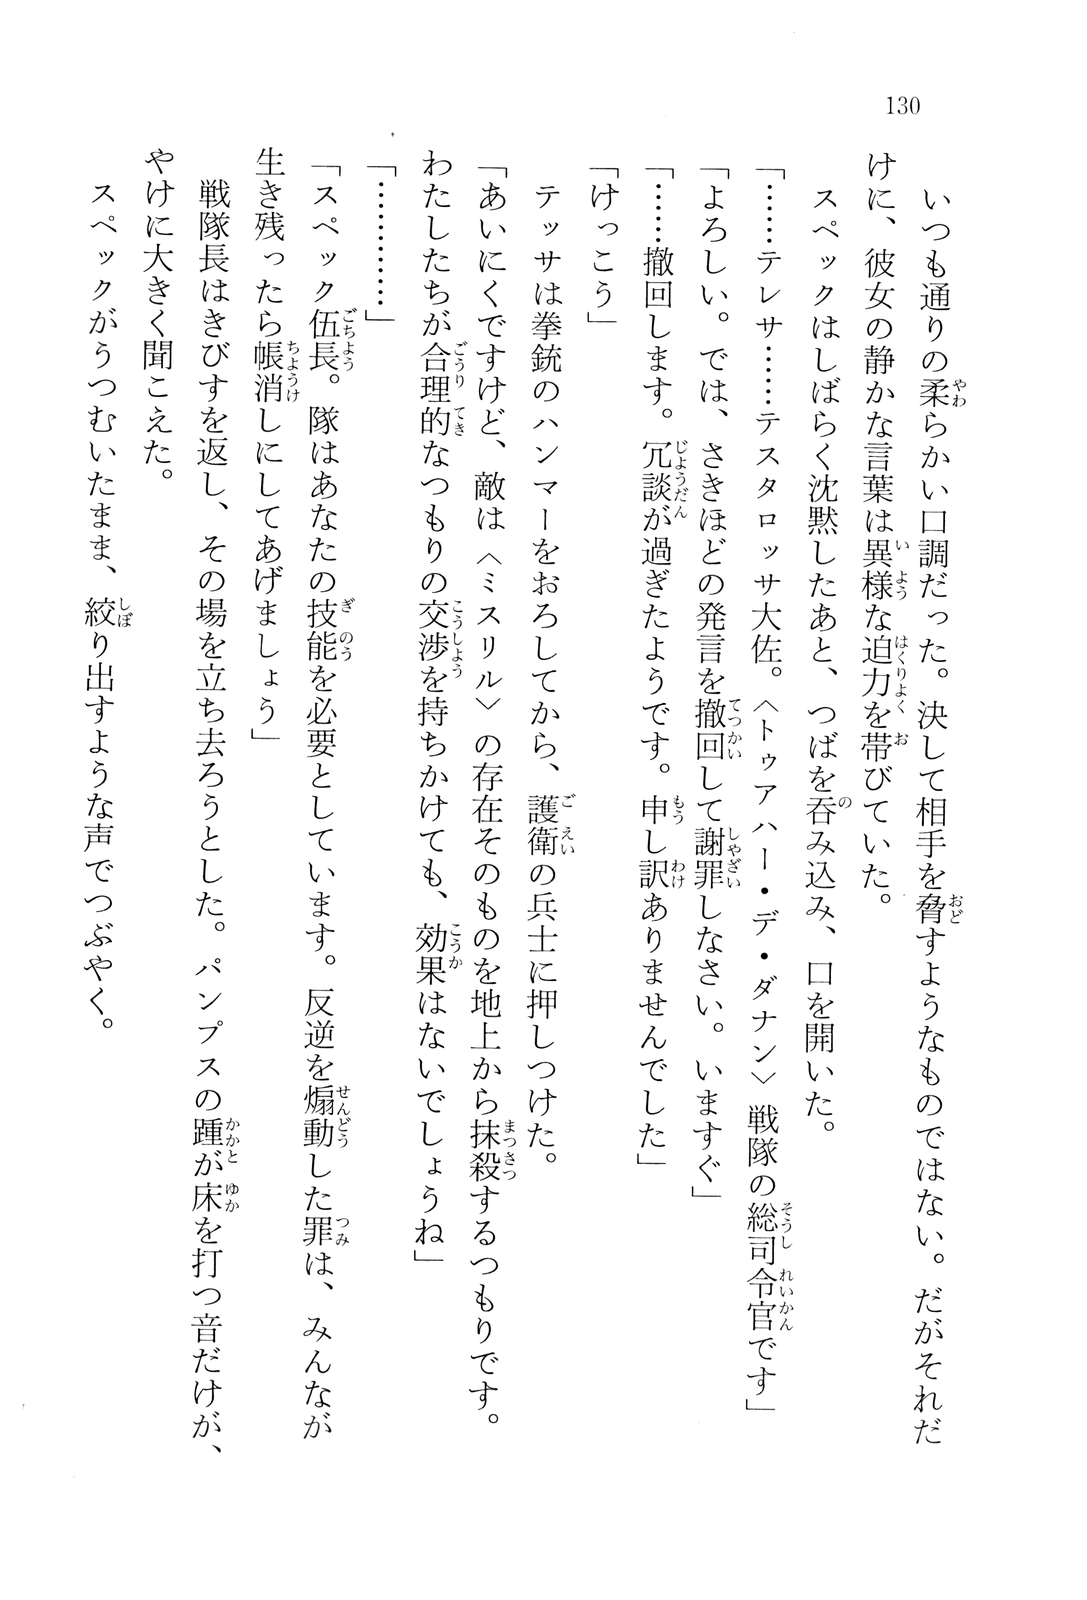 130
いつも通りの柔らかい口調だった。決して相手を脅すようなものではない。だがそれだ
けに、彼女の静かな言葉は異様な迫力を帯びていた。
スペックはしばらく沈黙したあと、つばを呑み込み、口を開いた。
「……テレサ……テスタロッサ大佐。〈トゥアハー・デ・ダナン〉戦隊の総司令官です」
「よろしい。では、さきほどの発言を撤回して謝罪しなさい。いますぐ」
「……撤回します。冗談が過ぎたようです。申し訳ありませんでした」
「けっこう」
テッサは拳銃のハンマーをおろしてから、護衛の兵士に押しつけた。
「あいにくですけど、敵は〈ミスリル〉の存在そのものを地上から抹殺するつもりです。
わたしたちが合理的なつもりの交渉を持ちかけても、効果はないでしょうね」
「…………」
「スペック伍長。隊はあなたの技能を必要としています。反逆を煽動した罪は、みんなが
生き残ったら帳消しにしてあげましょう」
戦隊長はきびすを返し、その場を立ち去ろうとした。パンプスの踵が床を打つ音だけが、
やけに大きく聞こえた。
スペックがうつむいたまま、絞り出すような声でつぶやく。